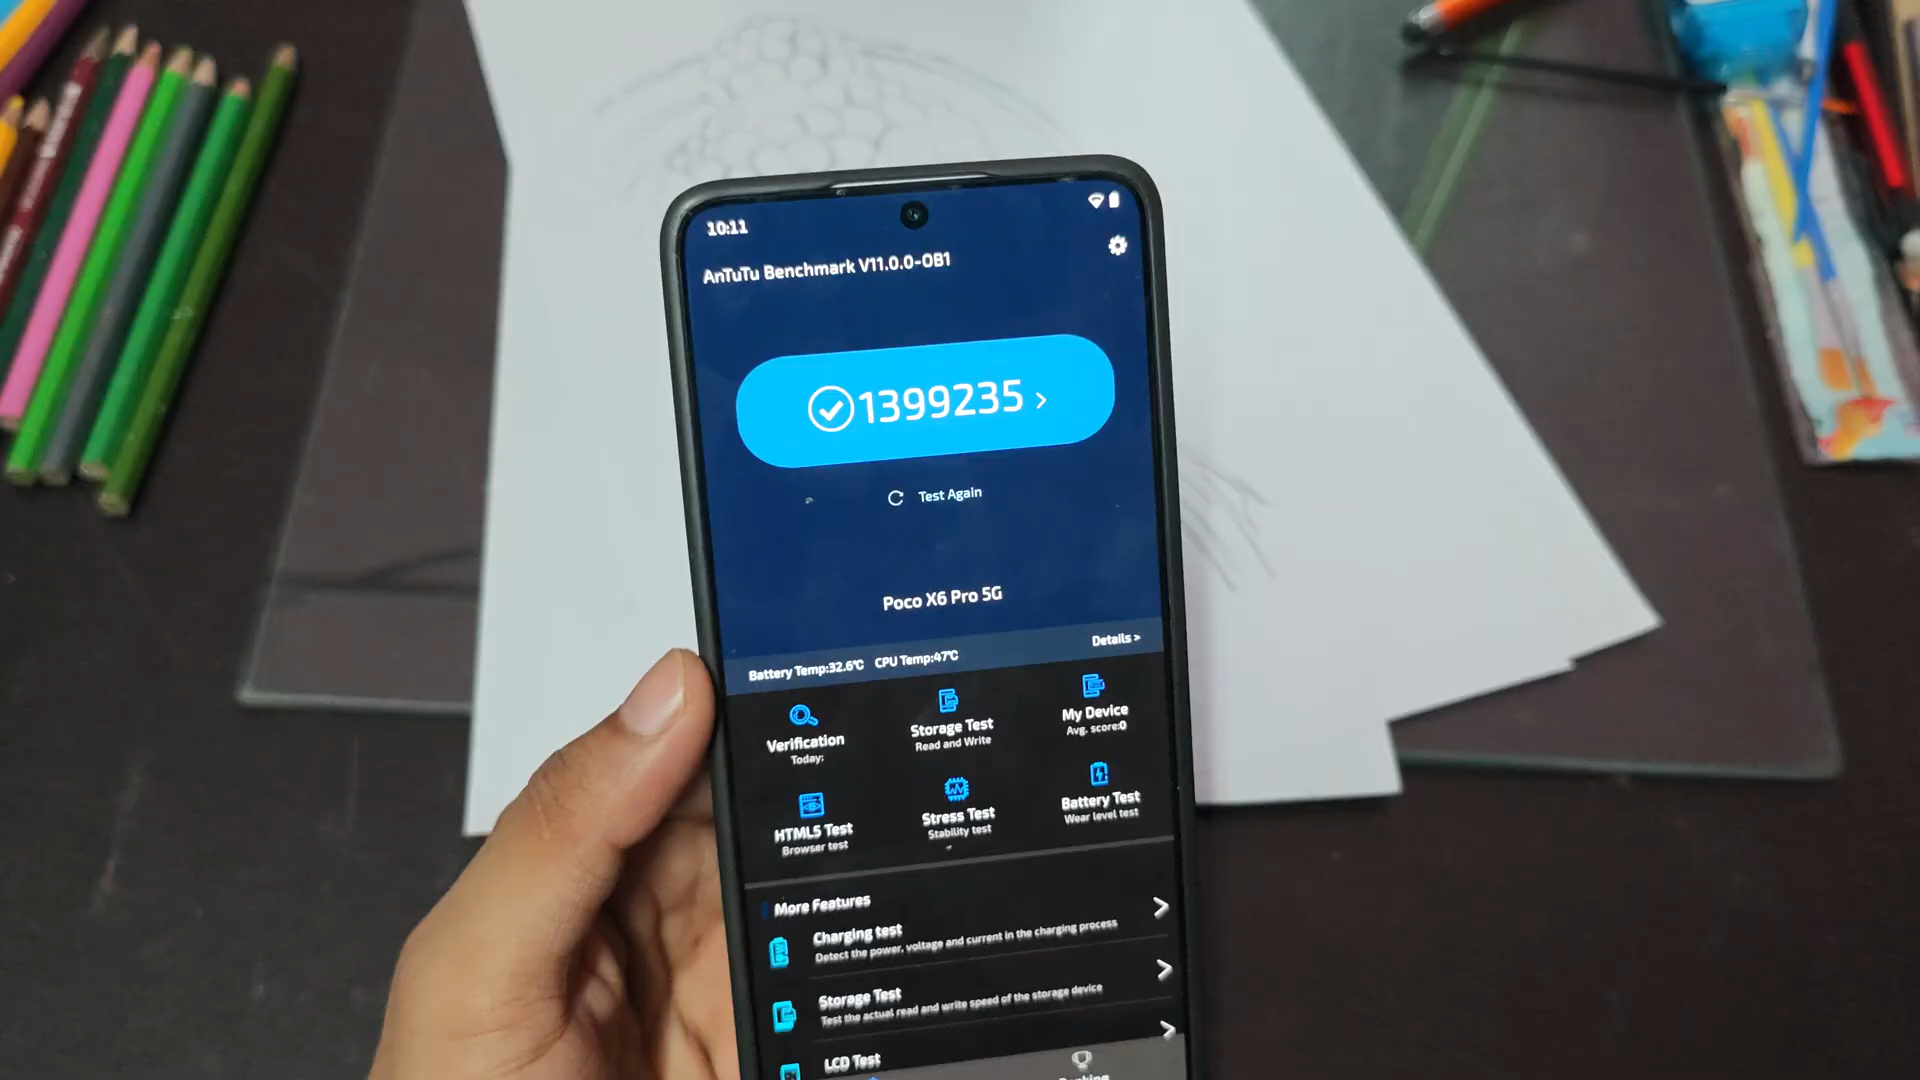 10:11
AnTuTu Benchmark V11.0.0-OB1
1399235 >
Test Again
Poco X6 Pro 5G
Details >
Battery Temp:32.6℃ CPU Temp:47℃
Verification
Today:
Storage Test
Read and Write
My Device
Avg. score:0
HTML5 Test
Browser test
Stress Test
Stability test
Battery Test
Wear level test
More Features
Charging test
Detect the power, voltage and current in the charging process
Storage Test
Test the actual read and write speed of the storage device
LCD Test